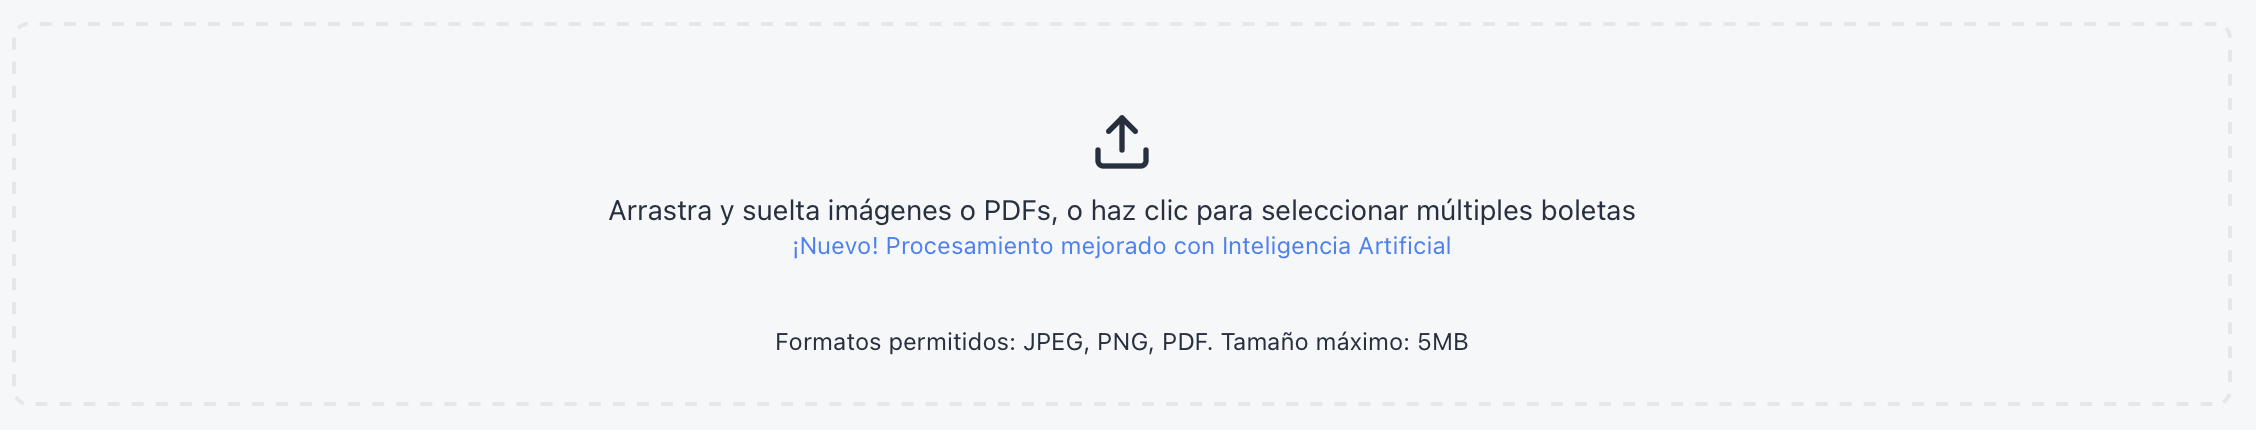 Arrastra y suelta imágenes o PDFs, o haz clic para seleccionar múltiples boletas
¡Nuevo! Procesamiento mejorado con Inteligencia Artificial
Formatos permitidos: JPEG, PNG, PDF. Tamaño máximo: 5MB